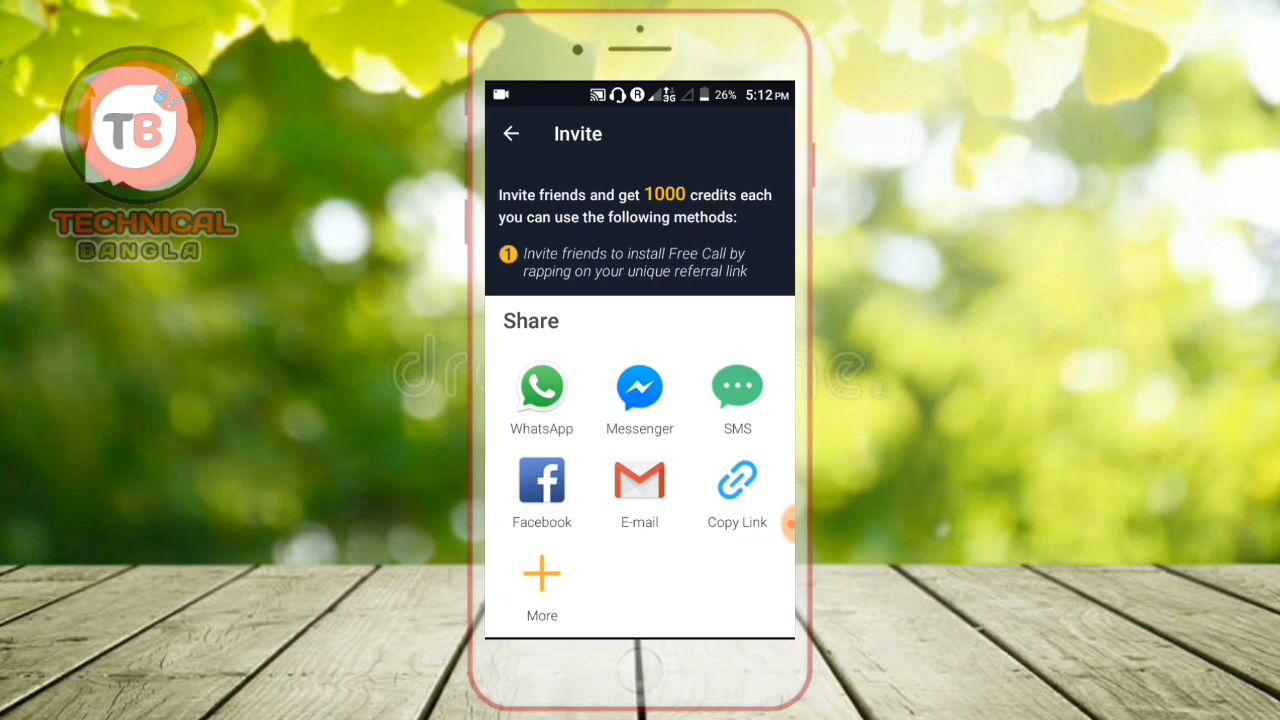 TB
TECHNICAL
BANGLA
R 3G 26% 5:12 PM
Invite
Invite friends and get 1000 credits each
you can use the following methods:
1 Invite friends to install Free Call by
rapping on your unique referral link
Share
WhatsApp Messenger SMS
Facebook E-mail Copy Link
More